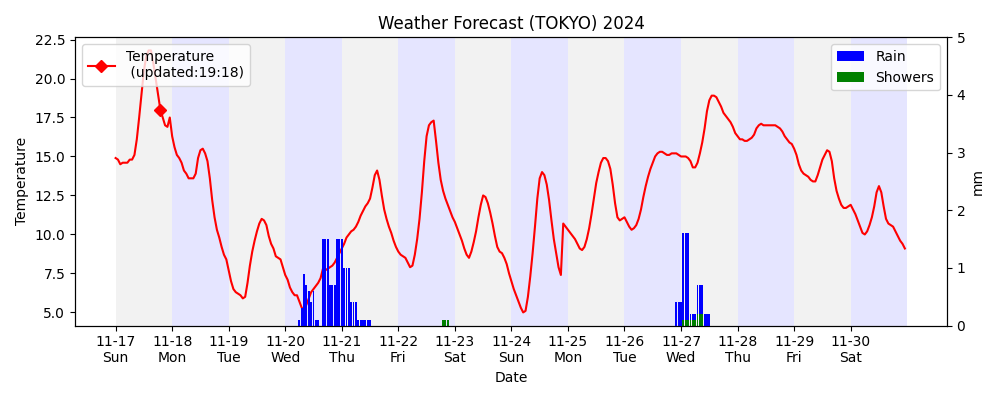 Weather Forecast (TOKYO) 2024
Temperature
(updated:19:18)
Rain
Showers
22.5
20.0
17.5
15.0
12.5
10.0
7.5
5.0
Temperature
5
4
3
2
1
0
mm
11-17 11-18 11-19 11-20 11-21 11-22 11-23 11-24 11-25 11-26 11-27 11-28 11-29 11-30
Sun Mon Tue Wed Thu Fri Sat Sun Mon Tue Wed Thu Fri Sat
Date